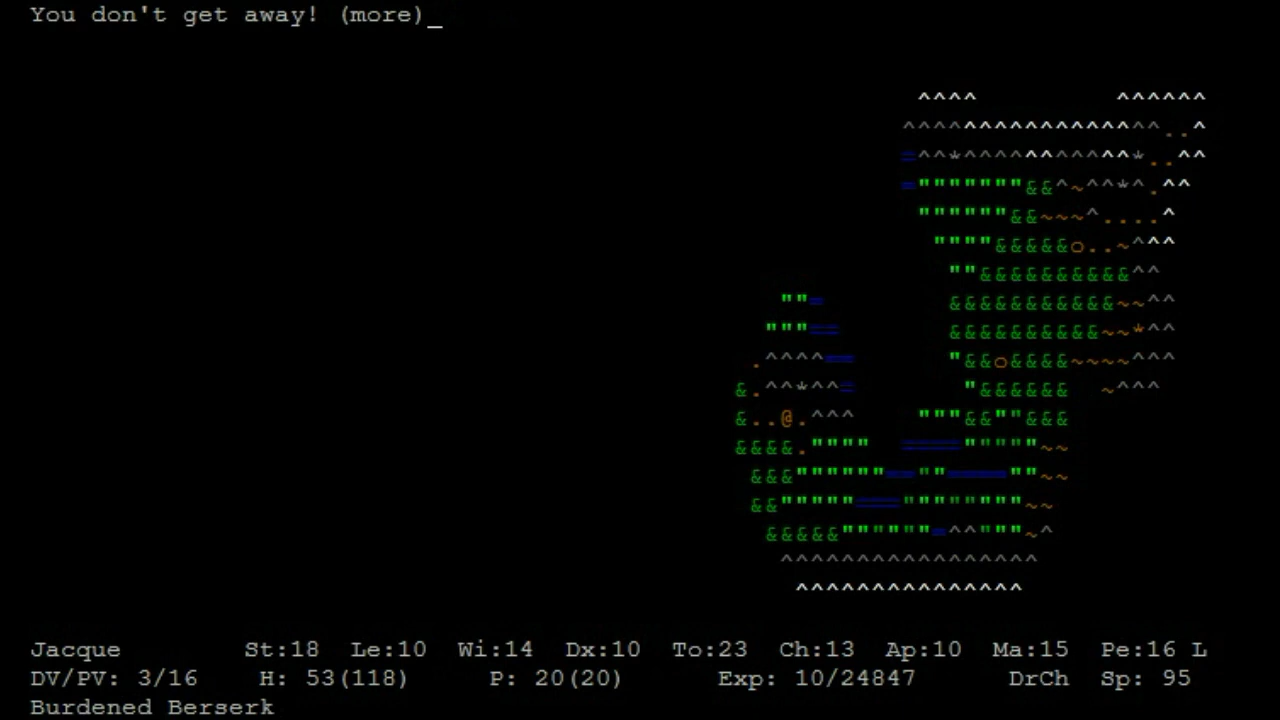 You don't get away! (more)_
^^^^ ^^^^^^
^^^^^^^^^^^^^^^^^..^
=^^*^^^^^^^^^^^*..^^
="""""""&&^~^^*^.^^
""""""&&~~~^....^
""""&&&&&o..~^^^
""&&&&&&&&&&^^
""= &&&&&&&&&&&~~^^
"""== &&&&&&&&&&~~*^^
.^^^^== "&&o&&&&~~~~^^^
&.^^*^^= "&&&&&& ~^^^
&..@.^^^ """&&""&&&
&&&&."""" ===="""""~~
&&&""""""==""====""~~
&&"""""===""""""""~~
&&&&&""""""=^^"""~^
^^^^^^^^^^^^^^^^^
^^^^^^^^^^^^^^^
Jacque St:18 Le:10 Wi:14 Dx:10 To:23 Ch:13 Ap:10 Ma:15 Pe:16 L
DV/PV: 3/16 H: 53(118) P: 20(20) Exp: 10/24847 DrCh Sp: 95
Burdened Berserk